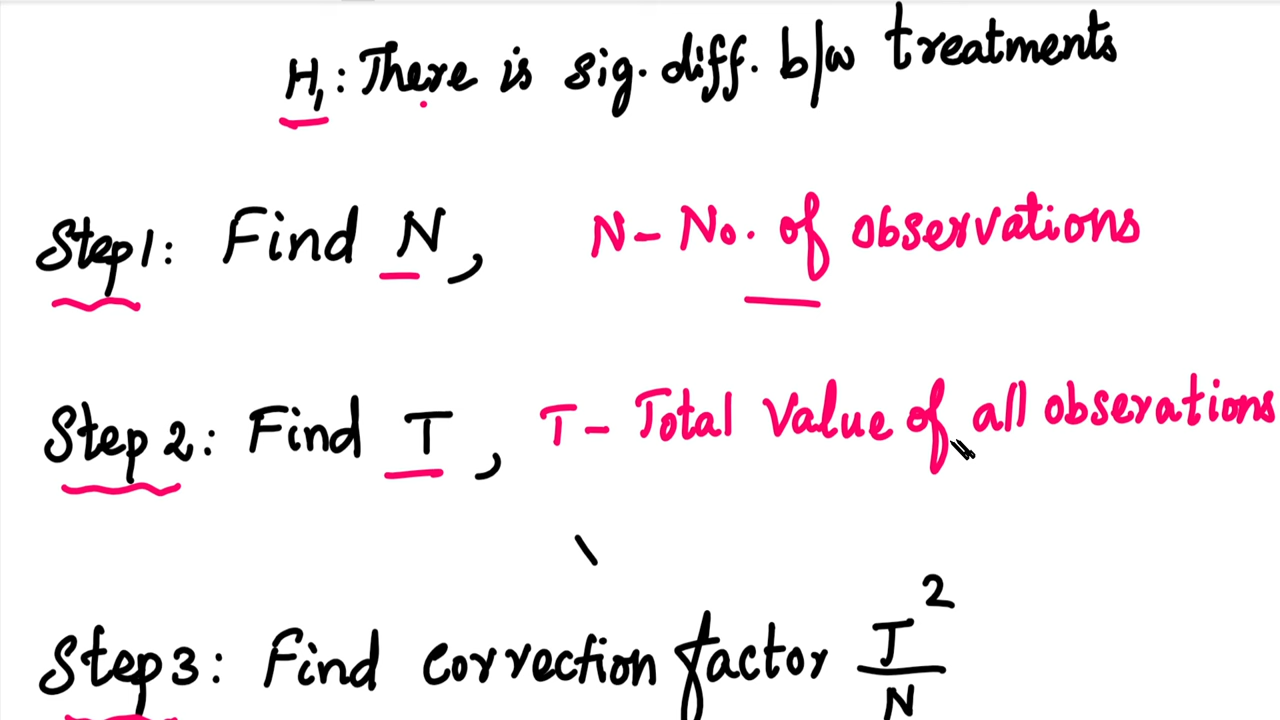 H₁: There is sig. diff. b/w treatments
Step1: Find N, N- No. of observations
Step 2: Find T, T- Total Value of all obserations
Step 3: Find correction factor T²/N